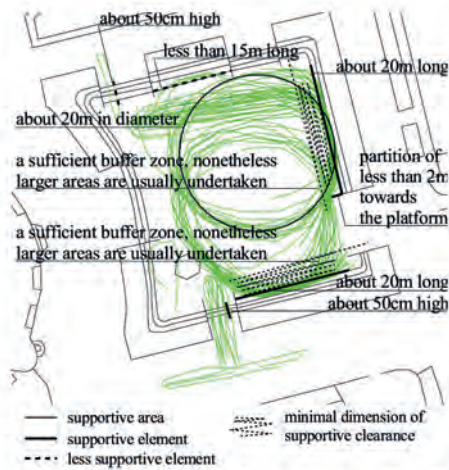 about 50cm high
less than 15m long
about 20m long
about 20m in diameter
a sufficient buffer zone, nonetheless
larger areas are usually undertaken
partition of
less than 2m
towards
the platform
a sufficient buffer zone, nonetheless
larger areas are usually undertaken
about 20m long
about 50cm high
supportive area
supportive element
less supportive element
minimal dimension of
supportive clearance